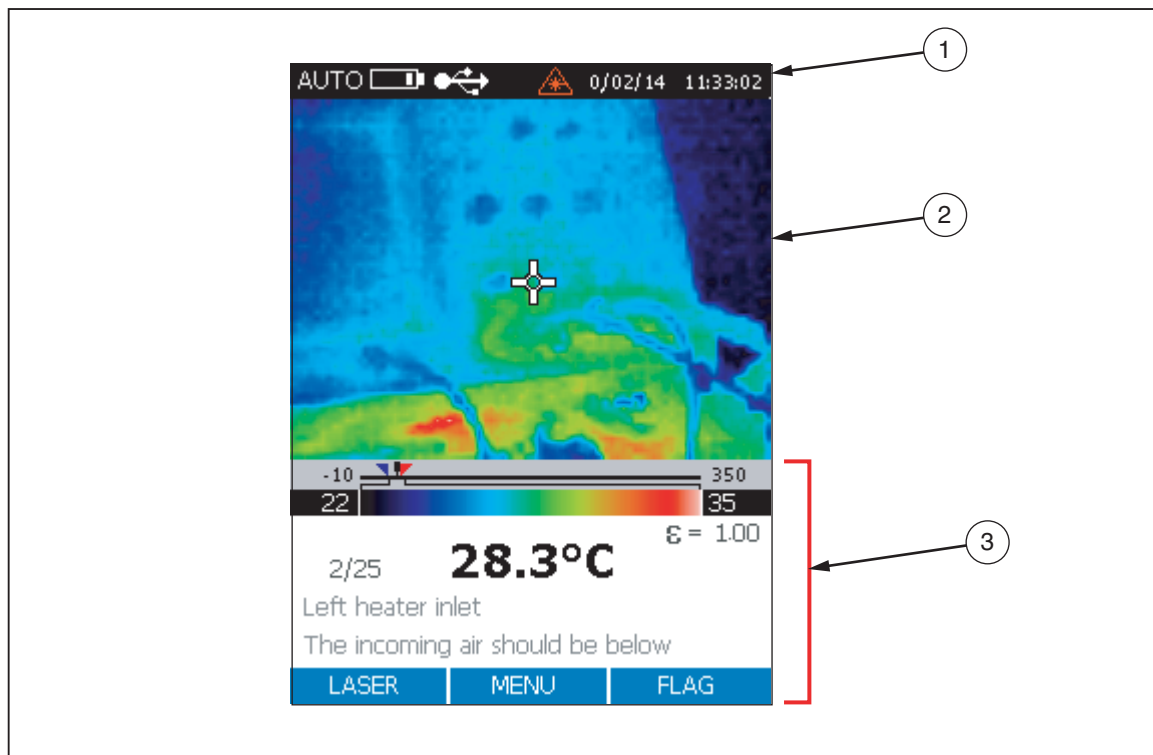 AUTO 0/02/14 11:33:02
1
2
-10 350
22 35
ε = 1.00
2/25 28.3°C
3
Left heater inlet
The incoming air should be below
LASER MENU FLAG